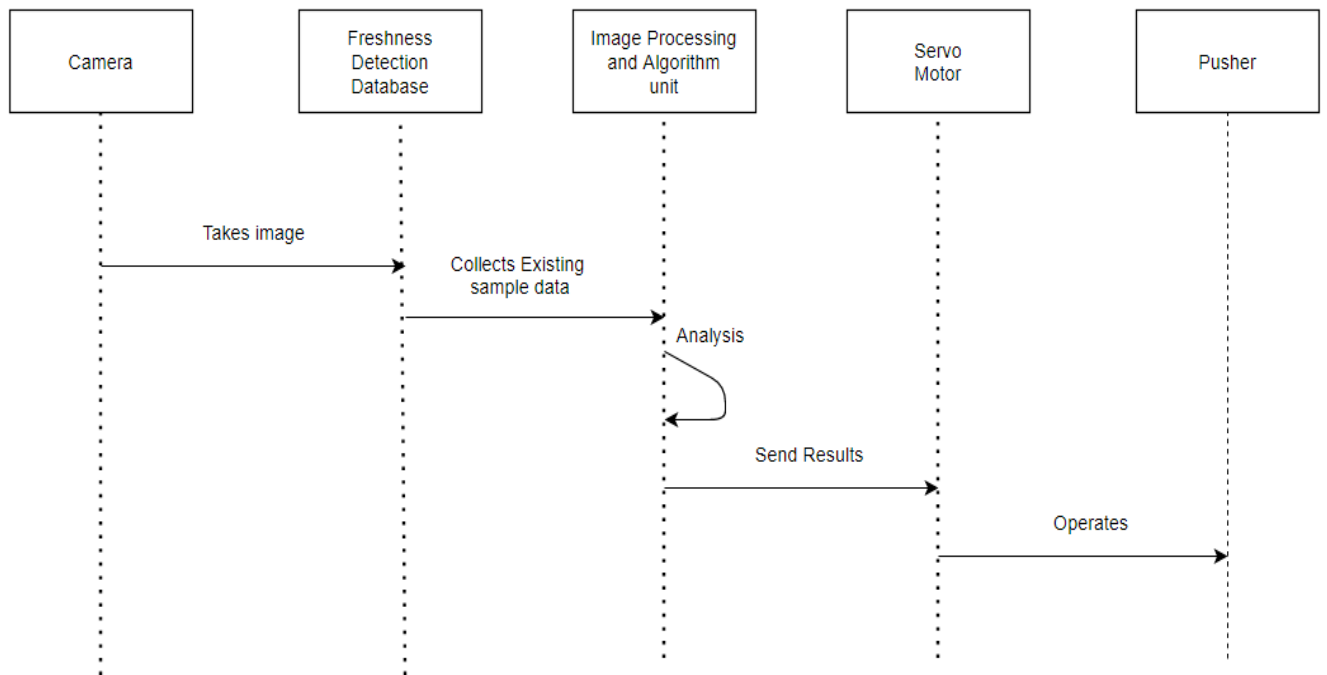 Camera
Freshness
Detection
Database
Image Processing
and Algorithm
unit
Servo
Motor
Pusher
Takes image
Collects Existing
sample data
Analysis
Send Results
Operates